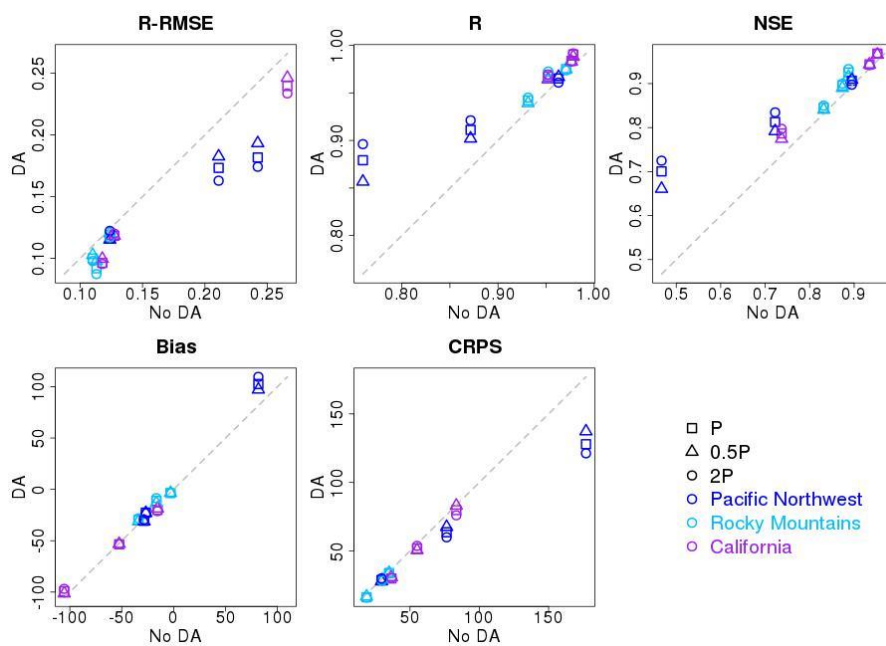 R-RMSE
R
NSE
0.25
0.20
0.15
0.10
DA
0.10
0.15
0.20
0.25
No DA
1.00
0.90
0.80
DA
0.80
0.90
1.00
No DA
0.9
0.8
0.7
0.6
0.5
DA
0.5
0.6
0.7
0.8
0.9
No DA
Bias
CRPS
100
50
0
-50
-100
DA
-100
-50
0
50
100
No DA
150
100
50
DA
50
100
150
No DA
P
0.5P
2P
Pacific Northwest
Rocky Mountains
California